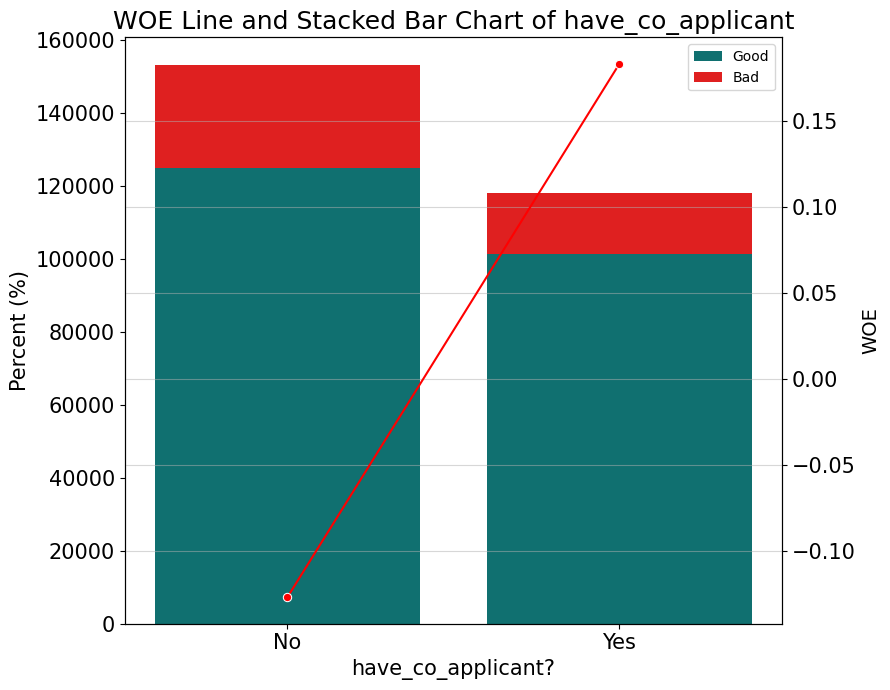 WOE Line and Stacked Bar Chart of have_co_applicant
Good
Bad
160000
140000
120000
100000
80000
60000
40000
20000
0
Percent (%)
0.15
0.10
0.05
0.00
−0.05
−0.10
WOE
No
Yes
have_co_applicant?